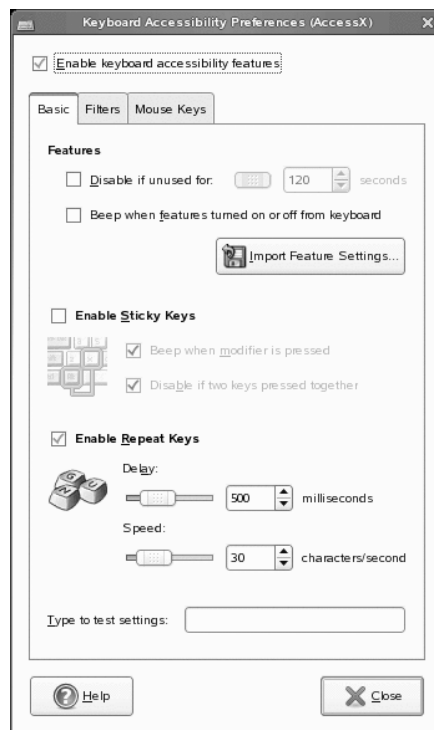 Keyboard Accessibility Preferences (AccessX)
Enable keyboard accessibility features
Basic Filters Mouse Keys
Features
Disable if unused for: 120 seconds
Beep when features turned on or off from keyboard
Import Feature Settings...
Enable Sticky Keys
Beep when modifier is pressed
Disable if two keys pressed together
Enable Repeat Keys
G N U
Delay:
500 milliseconds
Speed:
30 characters/second
Type to test settings:
Help Close